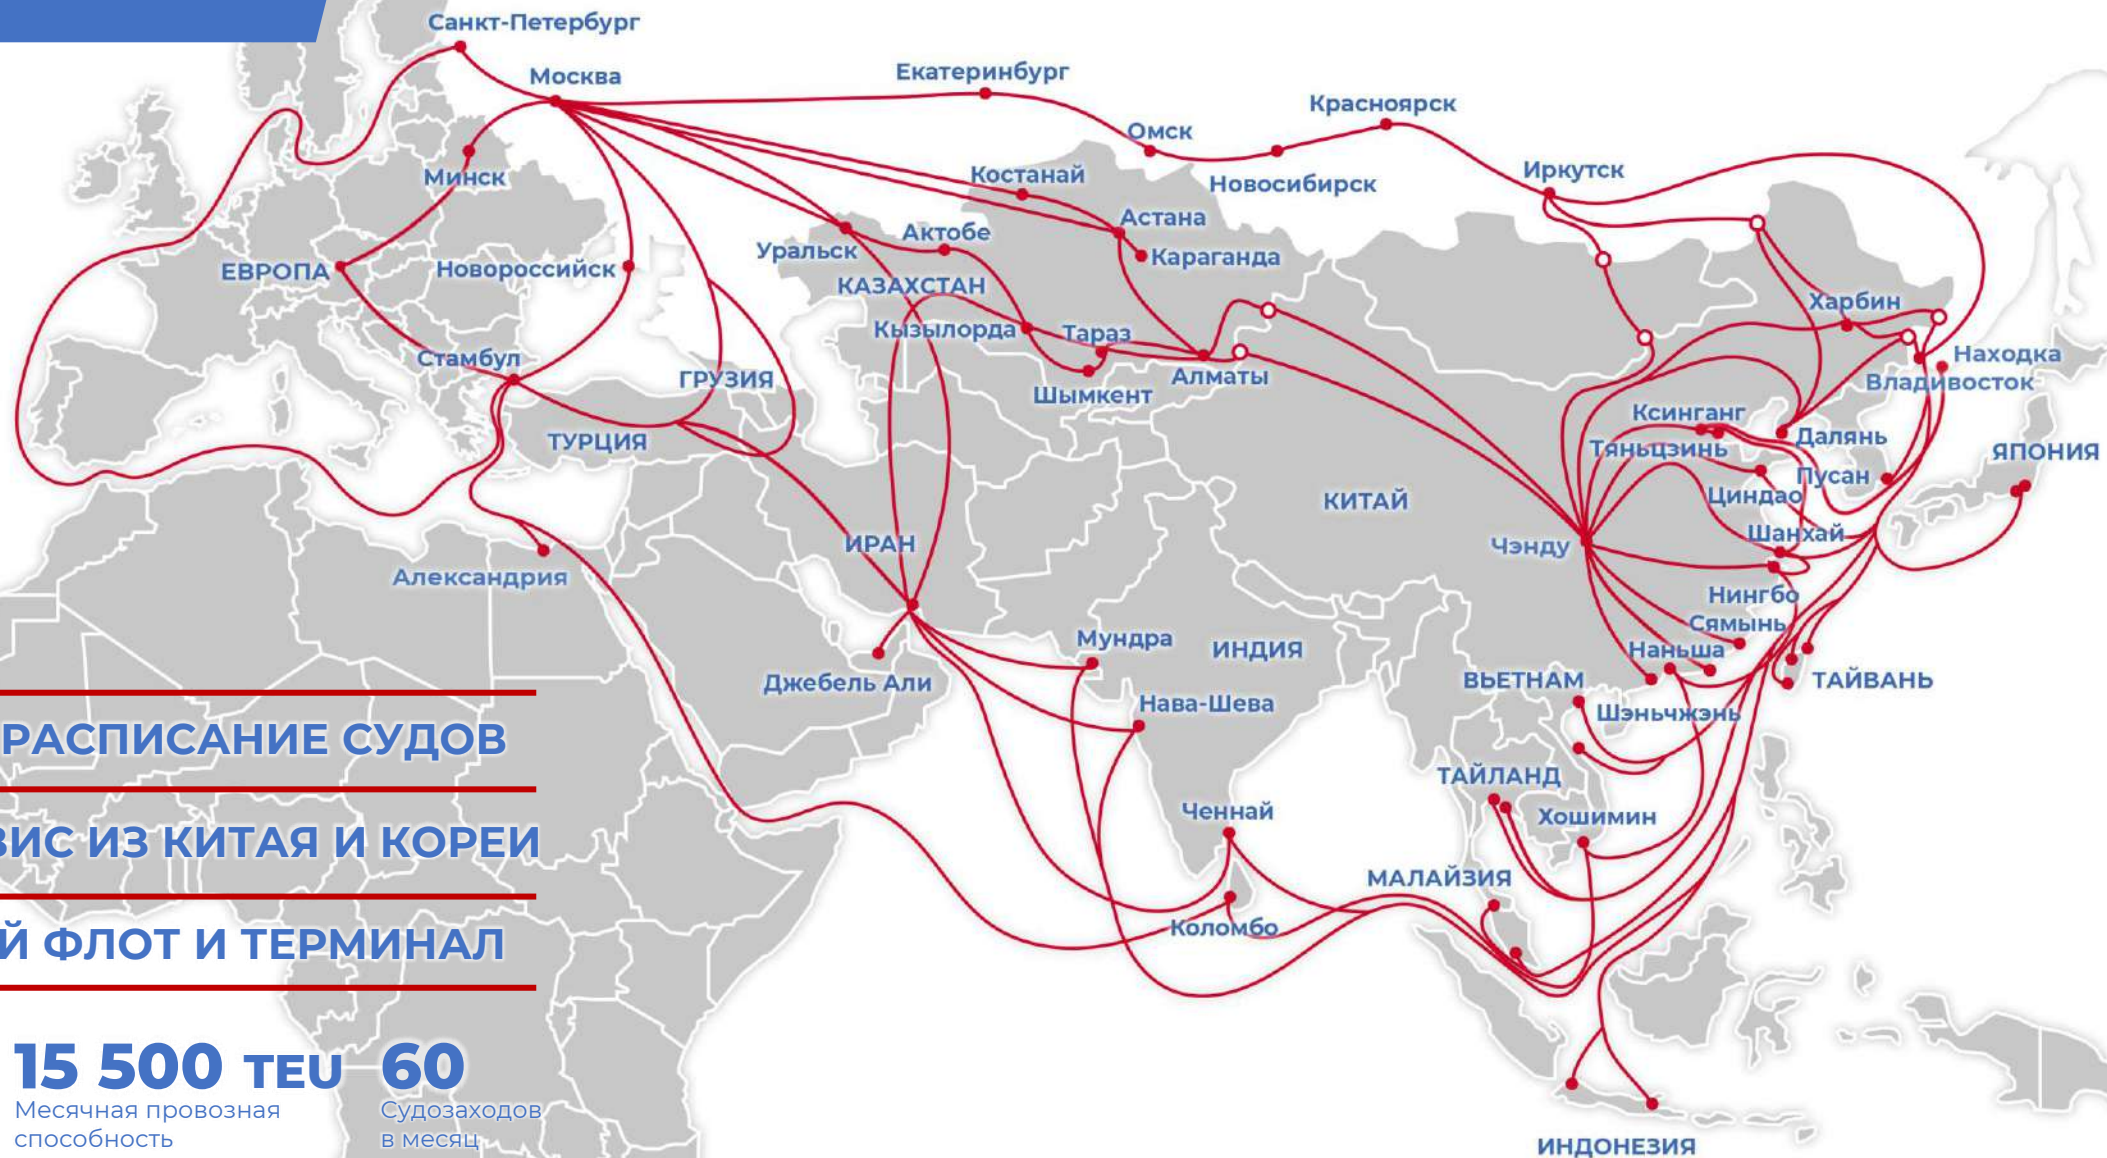 Санкт-Петербург
Москва
Екатеринбург
Красноярск
Омск
Минск
Костанай
Новосибирск
Иркутск
Астана
Уральск
Актобе
Караганда
ЕВРОПА
Новороссийск
КАЗАХСТАН
Харбин
Кызылорда
Тараз
Стамбул
Находка
ГРУЗИЯ
Алматы
Владивосток
Шымкент
Ксинганг
ТУРЦИЯ
Тяньцзинь
Далянь
ЯПОНИЯ
Пусан
КИТАЙ
Циндао
ИРАН
Чэнду
Шанхай
Александрия
Нингбо
Сямынь
Мундра
ИНДИЯ
Наньша
Джебель Али
ВЬЕТНАМ
ТАЙВАНЬ
Нава-Шева
Шэньчжэнь
РАСПИСАНИЕ СУДОВ
ТАЙЛАНД
Ченнай
Хошимин
ВИС ИЗ КИТАЯ И КОРЕИ
МАЛАЙЗИЯ
Коломбо
Й ФЛОТ И ТЕРМИНАЛ
15 500 TEU
Месячная провозная
способность
60
Судозаходов
в месяц
ИНДОНЕЗИЯ